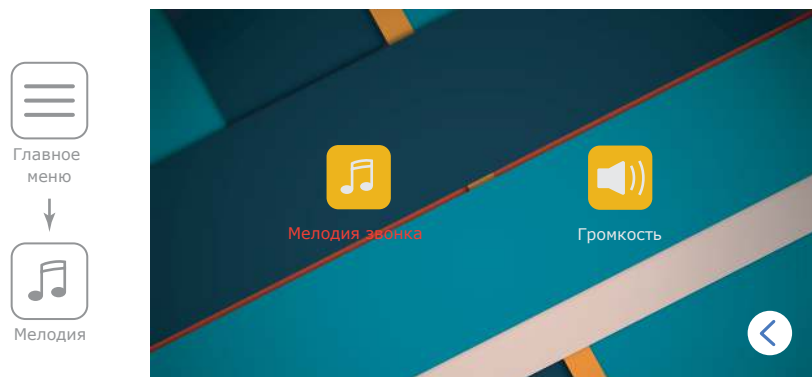 Главное
меню
Мелодия
Мелодия звонка
Громкость